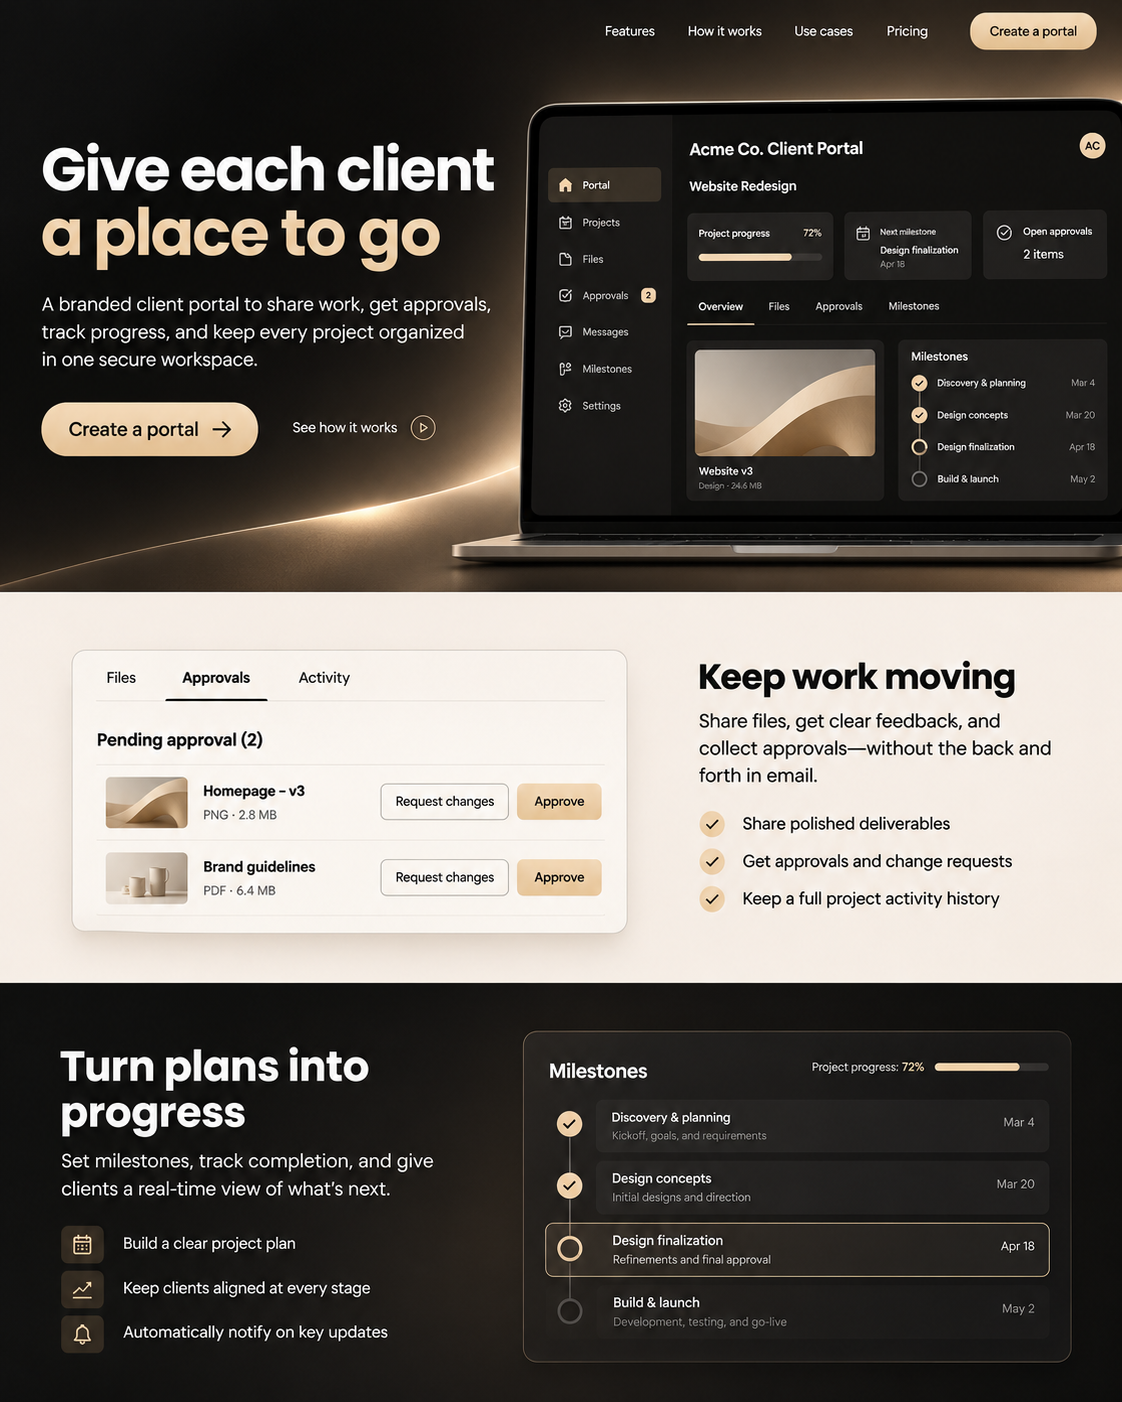 Features
How it works
Use cases
Pricing
Create a portal
Give each client
a place to go
A branded client portal to share work, get approvals,
track progress, and keep every project organized
in one secure workspace.
Create a portal
See how it works
Acme Co. Client Portal
AC
Website Redesign
Portal
Projects
Files
Approvals
2
Messages
Milestones
Settings
Project progress
72%
Next milestone
Design finalization
Apr 18
Open approvals
2 items
Overview
Files
Approvals
Milestones
Website v3
Design · 24.6 MB
Milestones
Discovery & planning
Mar 4
Design concepts
Mar 20
Design finalization
Apr 18
Build & launch
May 2
Files
Approvals
Activity
Pending approval (2)
Homepage – v3
PNG · 2.8 MB
Request changes
Approve
Brand guidelines
PDF · 6.4 MB
Request changes
Approve
Keep work moving
Share files, get clear feedback, and
collect approvals—without the back and
forth in email.
Share polished deliverables
Get approvals and change requests
Keep a full project activity history
Turn plans into
progress
Set milestones, track completion, and give
clients a real-time view of what's next.
Build a clear project plan
Keep clients aligned at every stage
Automatically notify on key updates
Milestones
Project progress: 72%
Discovery & planning
Kickoff, goals, and requirements
Mar 4
Design concepts
Initial designs and direction
Mar 20
Design finalization
Refinements and final approval
Apr 18
Build & launch
Development, testing, and go-live
May 2